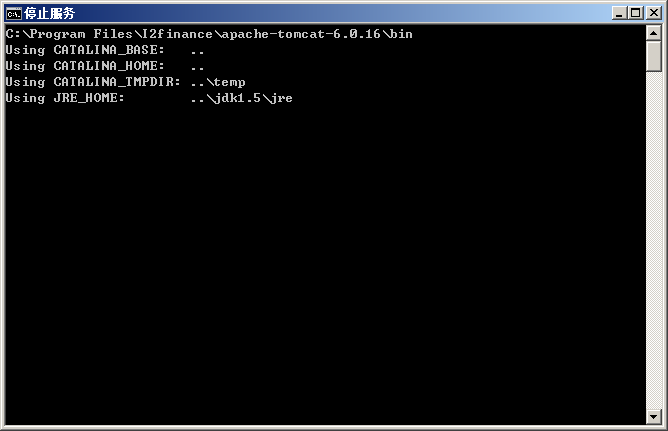 停止服务
C:\Program Files\I2finance\apache-tomcat-6.0.16\bin
Using CATALINA_BASE:   ..
Using CATALINA_HOME:   ..
Using CATALINA_TMPDIR: ..\temp
Using JRE_HOME:        ..\jdk1.5\jre